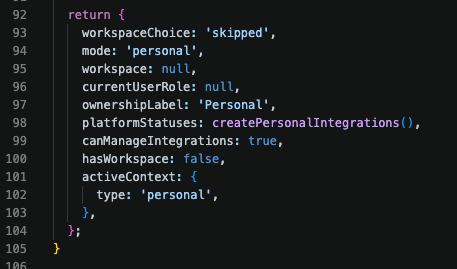 92 return {
93 workspaceChoice: 'skipped',
94 mode: 'personal',
95 workspace: null,
96 currentUserRole: null,
97 ownershipLabel: 'Personal',
98 platformStatuses: createPersonalIntegrations(),
99 canManageIntegrations: true,
100 hasWorkspace: false,
101 activeContext: {
102 type: 'personal',
103 },
104 };
105 }
106